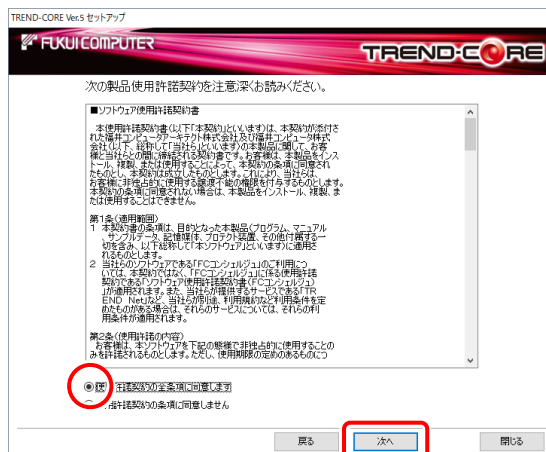 TREND-CORE Ver.5 セットアップ
FUKUI COMPUTER
TREND-CORE
次の製品使用許諾契約を注意深くお読みください。
■ソフトウェア使用許諾契約書
本使用許諾契約書(以下「本契約」といいます)は、本契約が添付さ
れた福井コンピュータアーキテクト株式会社及び福井コンピュータ株式
会社(以下、総称して「当社ら」といいます)の本製品に関して、お客
様と当社らとの間に締結される契約書です。お客様は、本製品をインス
トール、複製、または使用することによって、本契約の条項に同意され
たものとし、本契約は成立したものとします。これにより、当社らは、
お客様に非独占的に使用する譲渡不能の権限を付与するものとします。
本契約の条項に同意されない場合は、本製品をインストール、複製、ま
たは使用することはできません。
第1条(適用範囲)
1 本契約書の条項は、目的となった本製品(プログラム、マニュアル
、サンプルデータ、記憶媒体、プロテクト装置、その他付属する一
切を含み、以下総称して「本ソフトウェア」といいます)に適用さ
れるものとします。
2 当社らのソフトウェアである「FCコンシェルジュ」のご利用につ
いては、本契約ではなく、「FCコンシェルジュ」に係る使用許諾
契約である「ソフトウェア使用許諾契約書(FCコンシェルジュ)
」が適用されます。また、当社らが提供するサービスである「TR
END Net」など、当社らが別途、利用規約など利用条件を定
めたものがある場合は、それらのサービスについては、それらの利
用条件が適用されます。
第2条(使用許諾の内容)
お客様は、本ソフトウェアを下記の態様で非独占的に使用することの
みを許諾されるものとします。ただし、使用期限の定めのあるものにつ
使 許諾契約の全条項に同意します
許諾契約の条項に同意しません
戻る
次へ
閉じる